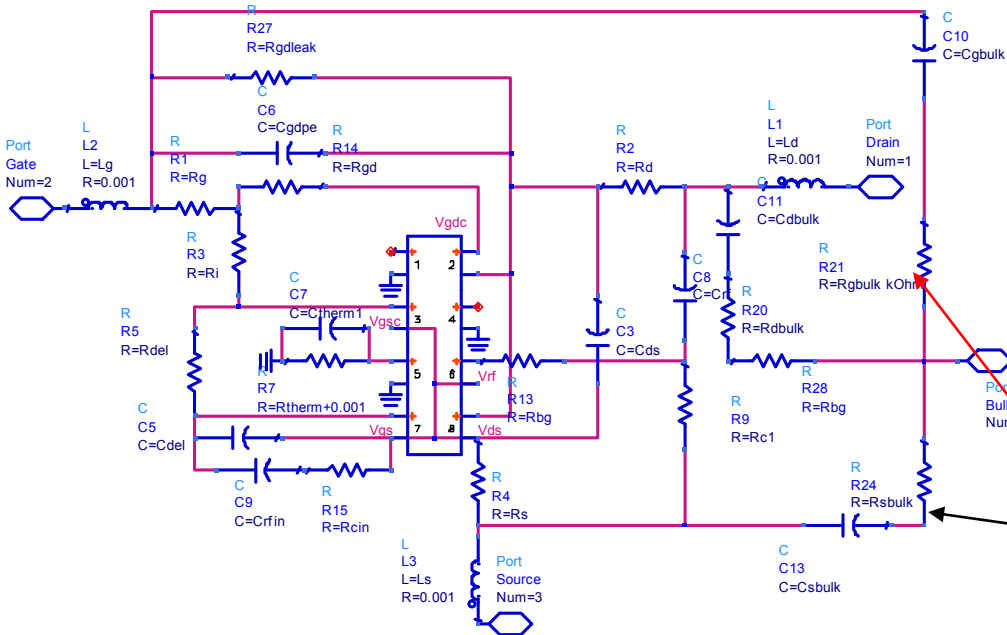 R
R27
R=Rgdleak
C
C6
C=Cgdpe
R
R14
R=Rgd
C
C10
C=Cgbulk
Port
Gate
Num=2
L
L2
L=Lg
R=0.001
R
R1
R=Rg
R
R2
R=Rd
L
L1
L=Ld
R=0.001
Port
Drain
Num=1
C
C11
C=Cdbulk
R
R3
R=Ri
Vgdc
1
2
3
4
5
6
7
8
Vgsc
Vrf
Vgs
Vds
C
C7
C=Ctherm1
R
R5
R=Rdel
R
R7
R=Rtherm+0.001
C
C5
C=Cdel
C
C9
C=Crfin
R
R15
R=Rcin
R
R13
R=Rbg
C
C3
C=Cds
C
C8
C=Crf
R
R20
R=Rdbulk
R
R21
R=Rgbulk kOhm
R
R28
R=Rbg
R
R9
R=Rc1
Port
Bul
Num
R
R4
R=Rs
R
R24
R=Rsbulk
C
C13
C=Csbulk
L
L3
L=Ls
R=0.001
Port
Source
Num=3